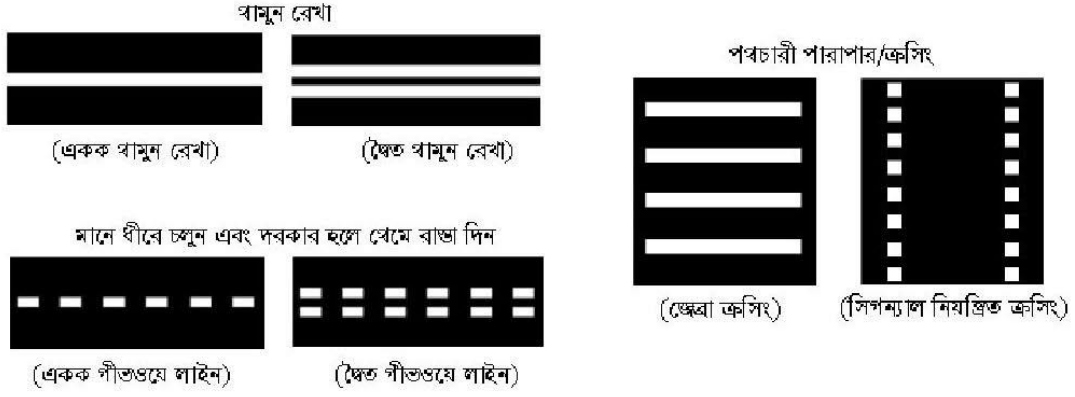 থামুন রেখা
(একক থামুন রেখা) (দ্বৈত থামুন রেখা)
মানে ধীরে চলুন এবং দরকার হলে থেমে রাস্তা দিন
(একক গীভওয়ে লাইন) (দ্বৈত গীভওয়ে লাইন)
পথচারী পারাপার/ক্রসিং
(জেব্রা ক্রসিং) (সিগন্যাল নিয়ন্ত্রিত ক্রসিং)